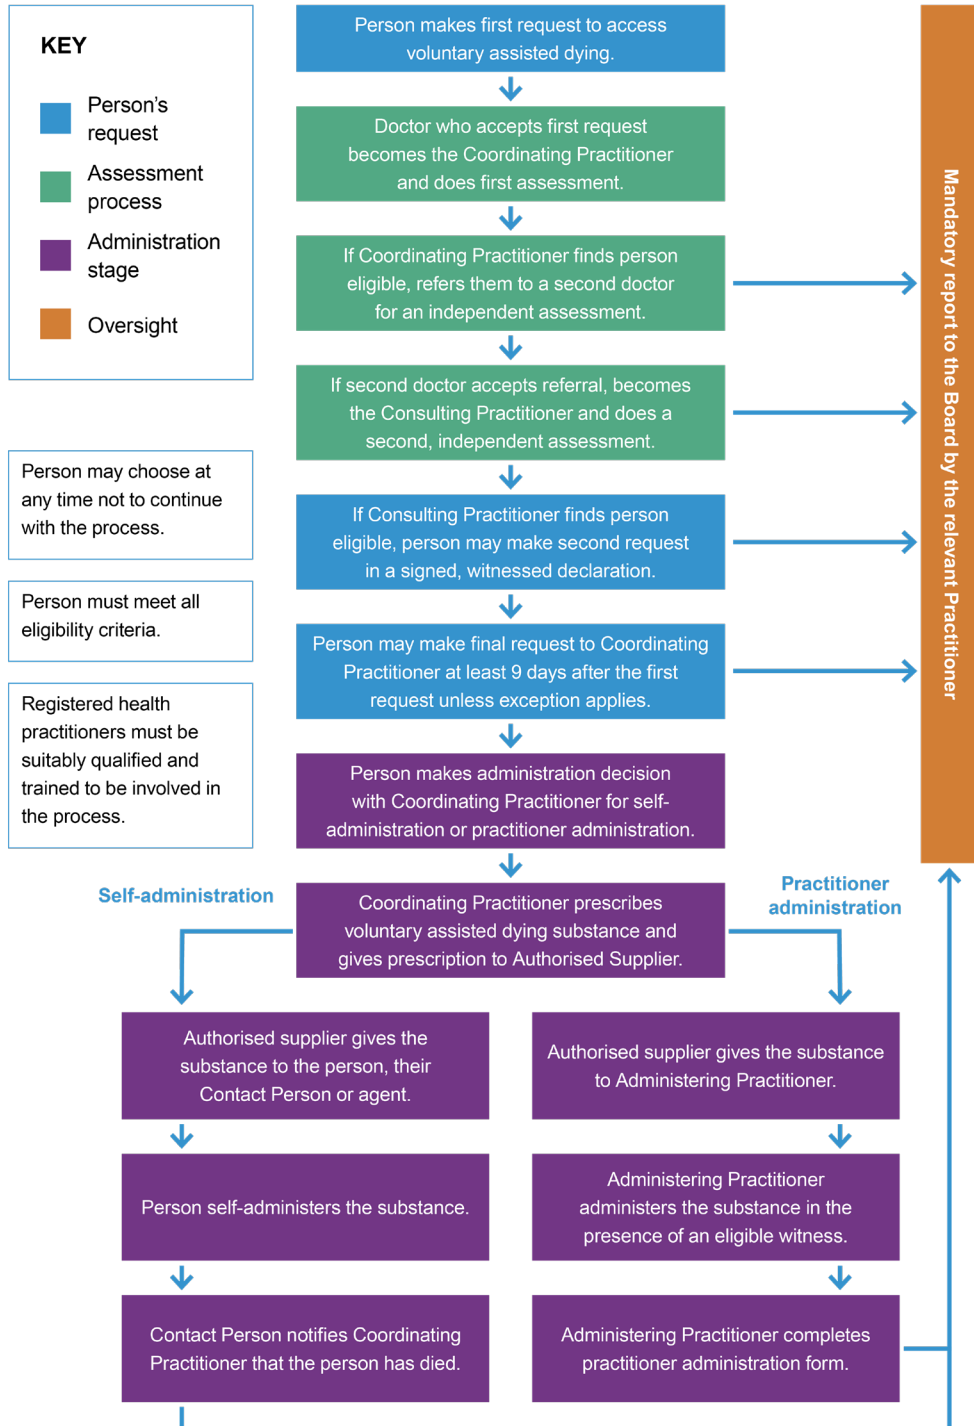 KEY
Person's
request
Assessment
process
Administration
stage
Oversight
Person may choose at
any time not to continue
with the process.
Person must meet all
eligibility criteria.
Registered health
practitioners must be
suitably qualified and
trained to be involved in
the process.
Person makes first request to access
voluntary assisted dying.
Doctor who accepts first request
becomes the Coordinating Practitioner
and does first assessment.
If Coordinating Practitioner finds person
eligible, refers them to a second doctor
for an independent assessment.
If second doctor accepts referral, becomes
the Consulting Practitioner and does a
second, independent assessment.
If Consulting Practitioner finds person
eligible, person may make second request
in a signed, witnessed declaration.
Person may make final request to Coordinating
Practitioner at least 9 days after the first
request unless exception applies.
Person makes administration decision
with Coordinating Practitioner for self-
administration or practitioner administration.
Coordinating Practitioner prescribes
voluntary assisted dying substance and
gives prescription to Authorised Supplier.
Mandatory report to the Board by the relevant Practitioner
Self-administration
Authorised supplier gives the
substance to the person, their
Contact Person or agent.
Person self-administers the substance.
Contact Person notifies Coordinating
Practitioner that the person has died.
Practitioner
administration
Authorised supplier gives the substance
to Administering Practitioner.
Administering Practitioner
administers the substance in the
presence of an eligible witness.
Administering Practitioner completes
practitioner administration form.